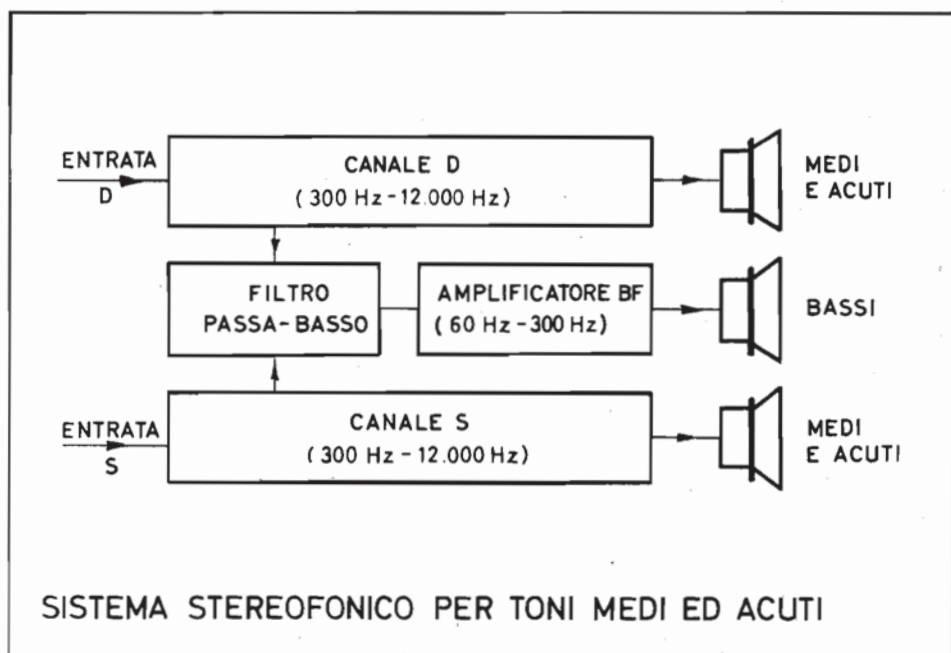 ENTRATA
D
CANALE D
(300 Hz-12.000 Hz)
MEDI
E ACUTI
FILTRO
PASSA-BASSO
AMPLIFICATORE BF
(60 Hz-300 Hz)
BASSI
ENTRATA
S
CANALE S
(300 Hz-12.000 Hz)
MEDI
E ACUTI
SISTEMA STEREOFONICO PER TONI MEDI ED ACUTI